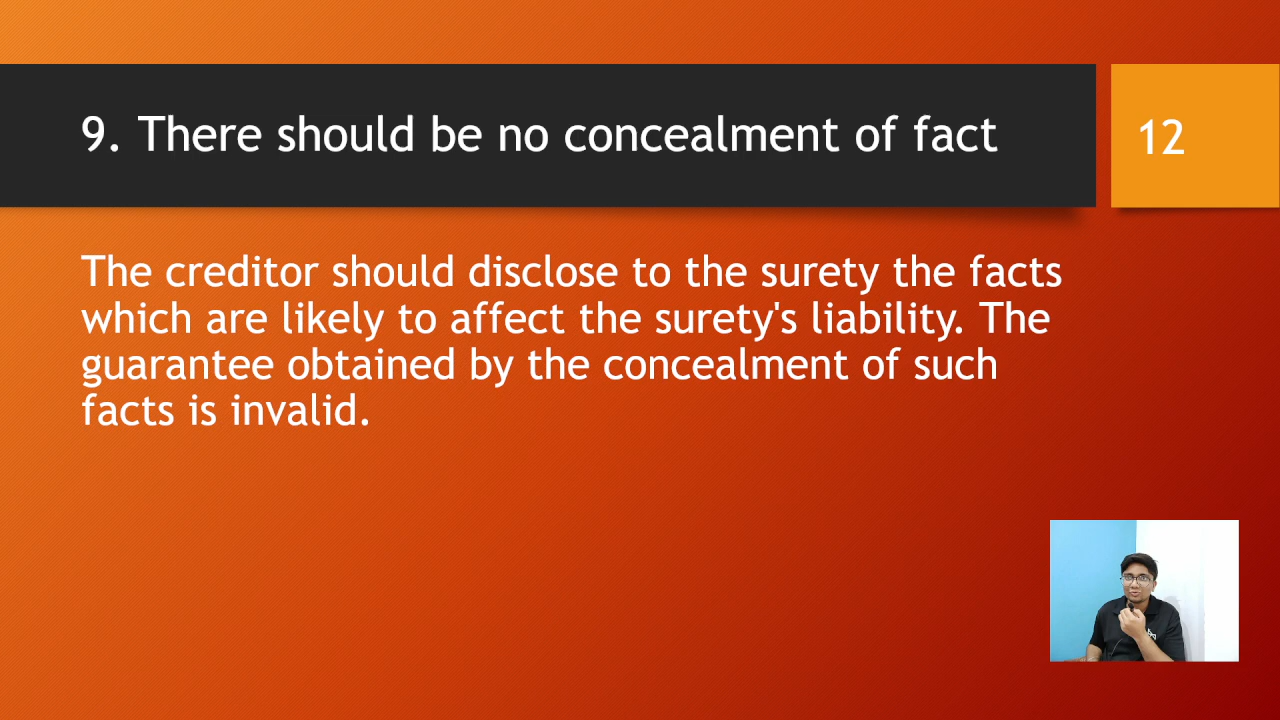 9. There should be no concealment of fact
12
The creditor should disclose to the surety the facts
which are likely to affect the surety's liability. The
guarantee obtained by the concealment of such
facts is invalid.